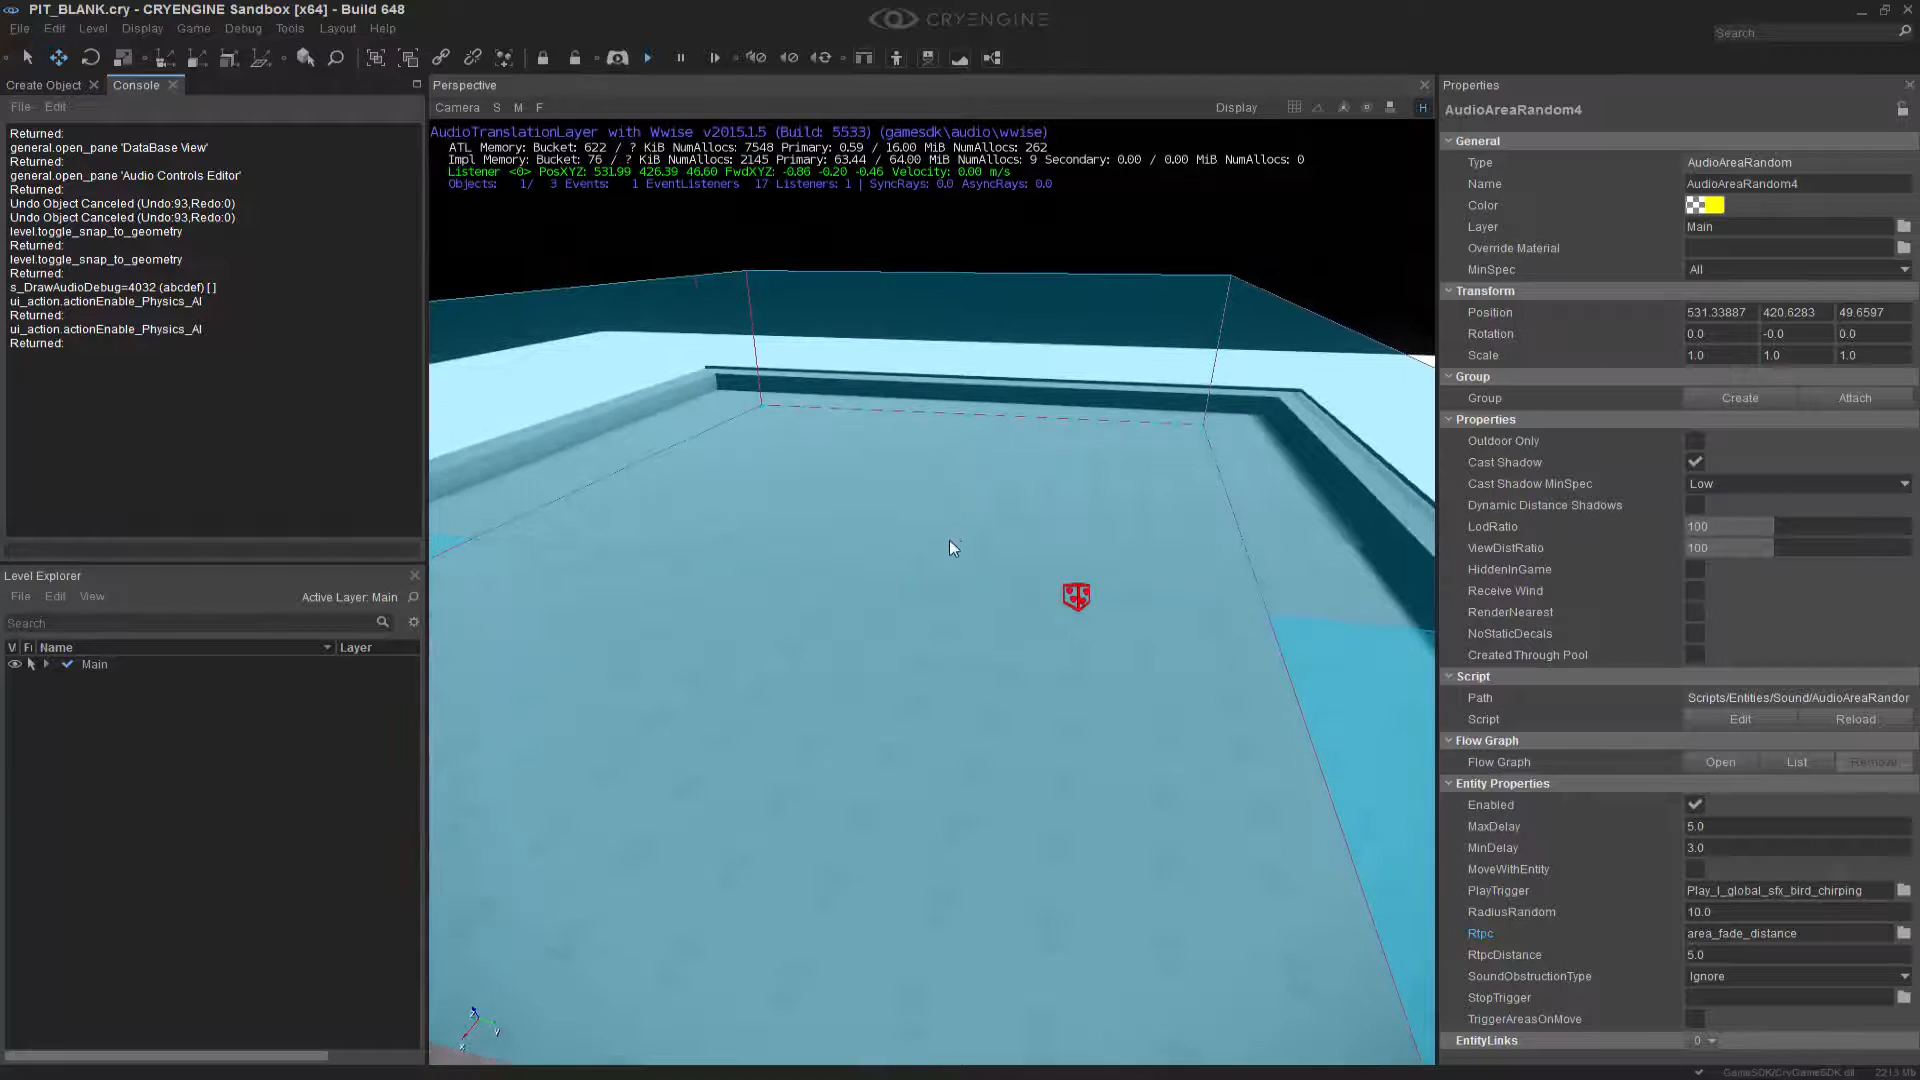 PIT_BLANK.cry - CRYENGINE Sandbox [x64] - Build 648
CRYENGINE
File Edit Level Display Game Debug Tools Layout Help
Search...
Create Object
Console
File Edit
Returned:
general.open_pane 'DataBase View'
Returned:
general.open_pane 'Audio Controls Editor'
Returned:
Undo Object Canceled (Undo:93,Redo:0)
Undo Object Canceled (Undo:93,Redo:0)
level.toggle_snap_to_geometry
Returned:
level.toggle_snap_to_geometry
Returned:
s_DrawAudioDebug=4032 (abcdef) [ ]
ui_action.actionEnable_Physics_AI
Returned:
ui_action.actionEnable_Physics_AI
Returned:
Level Explorer
File Edit View
Active Layer: Main
Search
V Fi Name Layer
Main
Perspective
Camera S M F
Display
H
AudioTranslationLayer with Wwise v2015.1.5 (Build: 5533) (gamesdk\audio\wwise)
ATL Memory: Bucket: 622 / ? KiB NumAllocs: 7548 Primary: 0.59 / 16.00 MiB NumAllocs: 262
Impl Memory: Bucket: 76 / ? KiB NumAllocs: 2145 Primary: 63.44 / 64.00 MiB NumAllocs: 9 Secondary: 0.00 / 0.00 MiB NumAllocs: 0
Listener <0> PosXYZ: 531.99 426.39 46.60 FwdXYZ: -0.86 -0.20 -0.46 Velocity: 0.00 m/s
Objects: 1/ 3 Events: 1 EventListeners 17 Listeners: 1 | SyncRays: 0.0 AsyncRays: 0.0
z
y
x
Properties
AudioAreaRandom4
General
Type AudioAreaRandom
Name AudioAreaRandom4
Color
Layer Main
Override Material
MinSpec All
Transform
Position 531.33887 420.6283 49.6597
Rotation 0.0 -0.0 0.0
Scale 1.0 1.0 1.0
Group
Group Create Attach
Properties
Outdoor Only
Cast Shadow
Cast Shadow MinSpec Low
Dynamic Distance Shadows
LodRatio 100
ViewDistRatio 100
HiddenInGame
Receive Wind
RenderNearest
NoStaticDecals
Created Through Pool
Script
Path Scripts/Entities/Sound/AudioAreaRandor
Script Edit Reload
Flow Graph
Flow Graph Open List Remove
Entity Properties
Enabled
MaxDelay 5.0
MinDelay 3.0
MoveWithEntity
PlayTrigger Play_l_global_sfx_bird_chirping
RadiusRandom 10.0
Rtpc area_fade_distance
RtpcDistance 5.0
SoundObstructionType Ignore
StopTrigger
TriggerAreasOnMove
EntityLinks 0
GameSDK/CryGameSDK.dll 2213 Mb